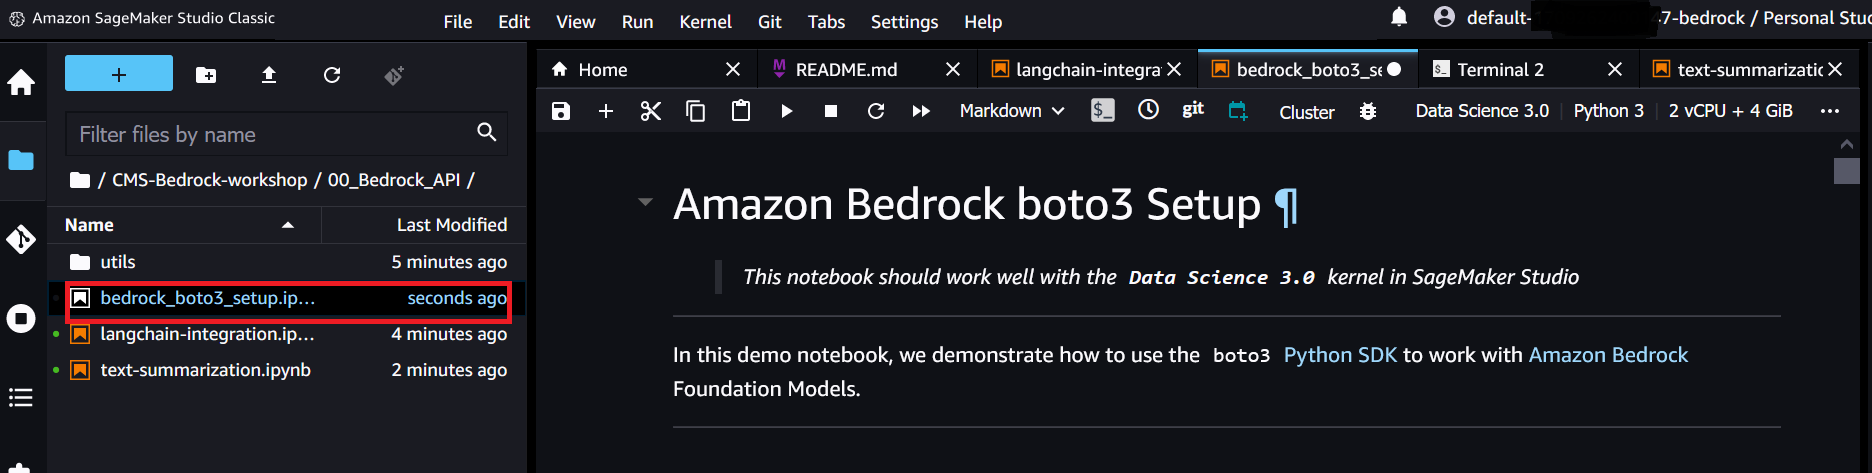 Amazon SageMaker Studio Classic
File Edit View Run Kernel Git Tabs Settings Help
default- 7-bedrock / Personal Stu
+
Filter files by name
/ CMS-Bedrock-workshop / 00_Bedrock_API /
Name Last Modified
utils 5 minutes ago
bedrock_boto3_setup.ip… seconds ago
langchain-integration.ip… 4 minutes ago
text-summarization.ipynb 2 minutes ago
Home README.md langchain-integra bedrock_boto3_se Terminal 2 text-summarizatic
Markdown $_ git Cluster Data Science 3.0 Python 3 2 vCPU + 4 GiB ···
Amazon Bedrock boto3 Setup ¶
This notebook should work well with the Data Science 3.0 kernel in SageMaker Studio
In this demo notebook, we demonstrate how to use the boto3 Python SDK to work with Amazon Bedrock
Foundation Models.